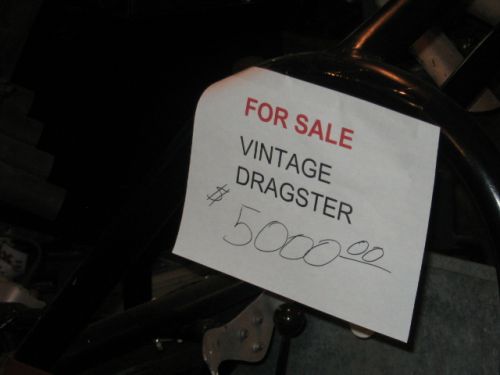 FOR SALE
VINTAGE
DRAGSTER
$ 5000.00